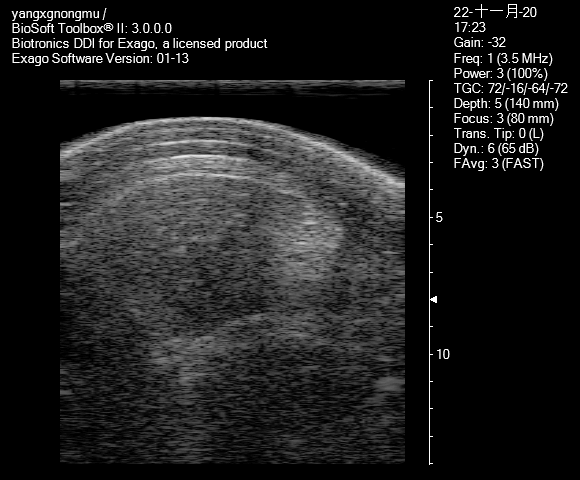 yangxgnongmu /
BioSoft Toolbox® II: 3.0.0.0
Biotronics DDI for Exago, a licensed product
Exago Software Version: 01-13
22-十一月-20
17:23
Gain: -32
Freq: 1 (3.5 MHz)
Power: 3 (100%)
TGC: 72/-16/-64/-72
Depth: 5 (140 mm)
Focus: 3 (80 mm)
Trans. Tip: 0 (L)
Dyn.: 6 (65 dB)
FAvg: 3 (FAST)
5
10